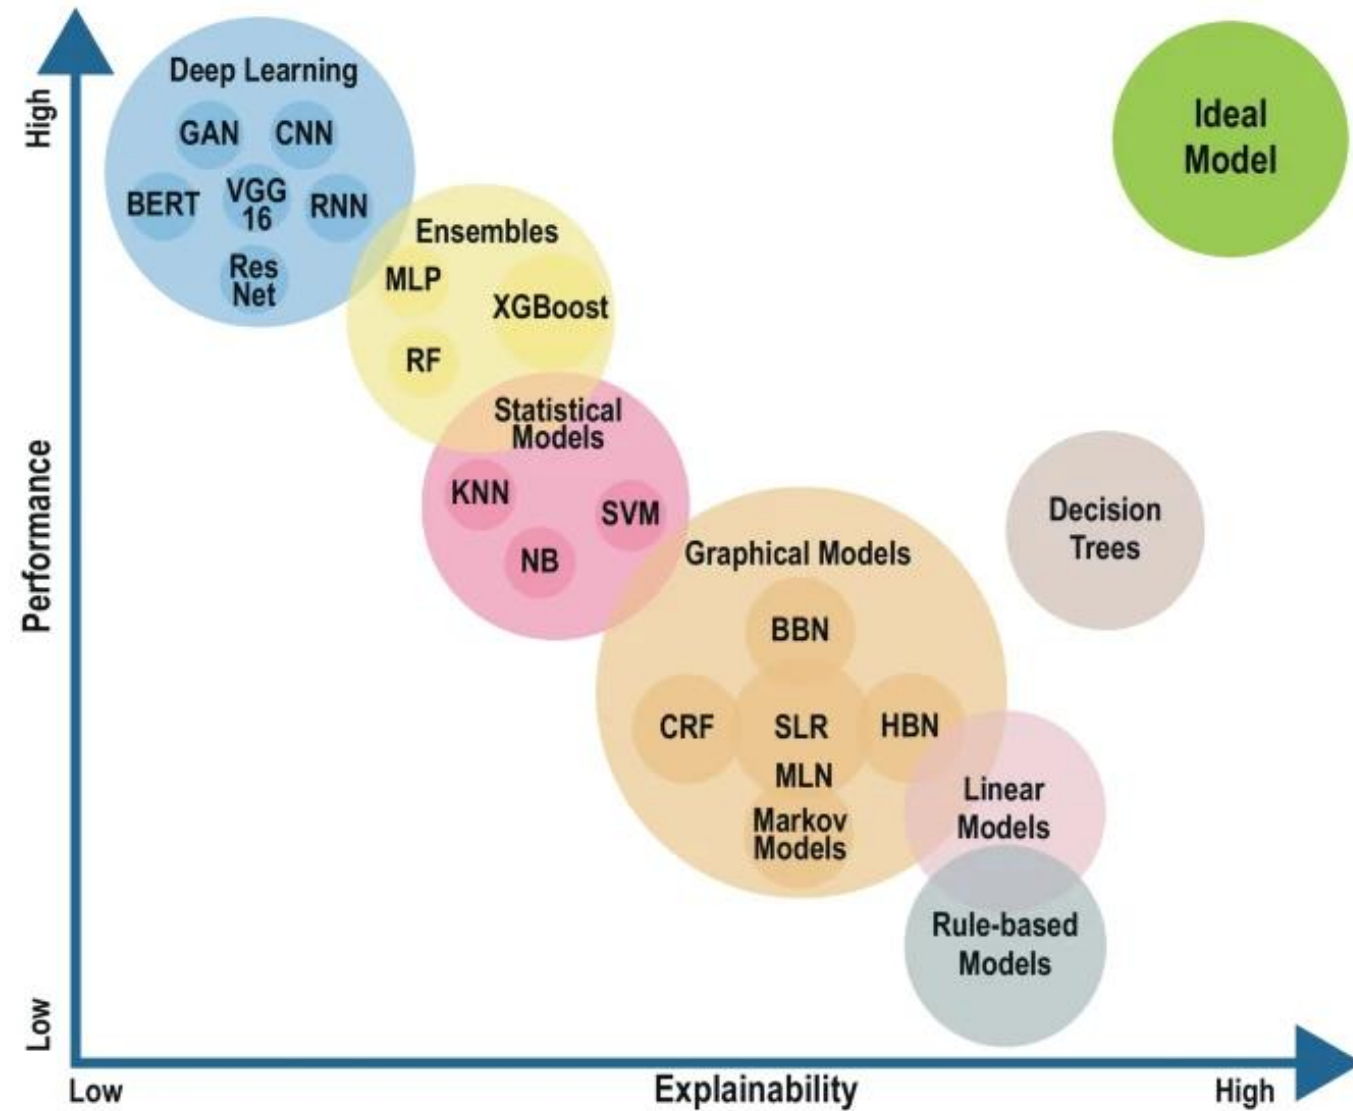 High
Performance
Low
Low
Explainability
High
Deep Learning
GAN
CNN
BERT
VGG
16
RNN
Res
Net
Ensembles
MLP
XGBoost
RF
Statistical
Models
KNN
SVM
NB
Graphical Models
BBN
CRF
SLR
HBN
MLN
Markov
Models
Linear
Models
Rule-based
Models
Decision
Trees
Ideal
Model